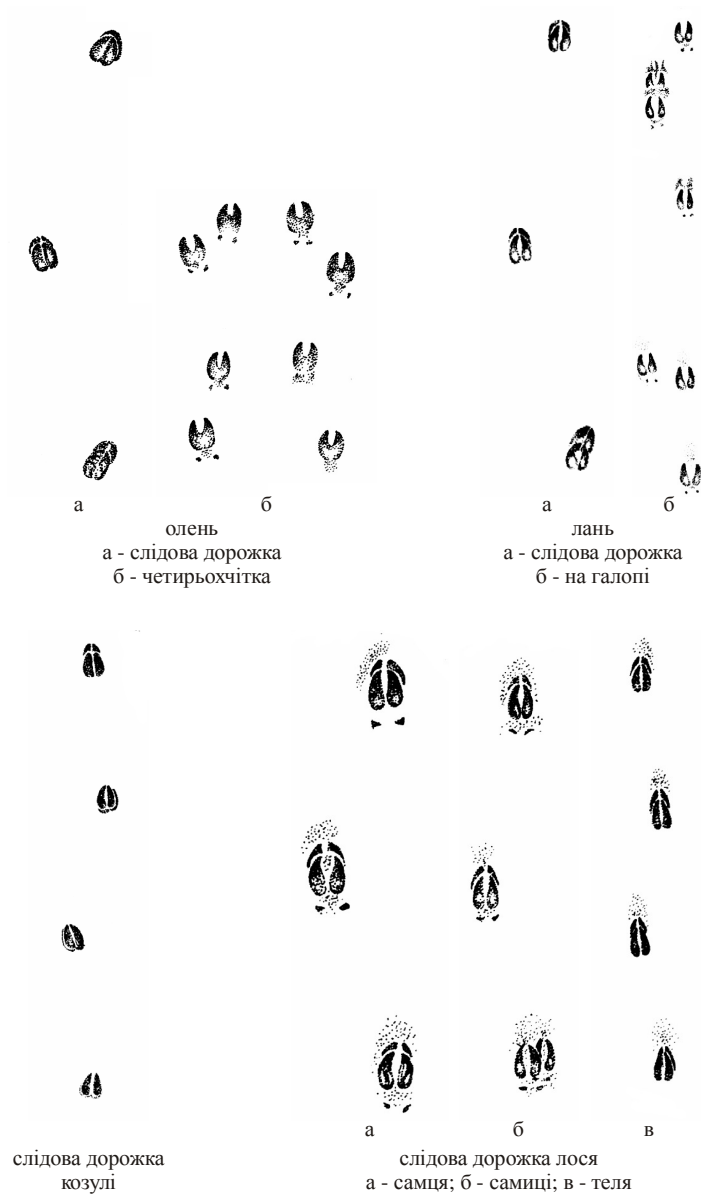 а б
олень
а - слідова дорожка
б - четирьохчітка
а б
лань
а - слідова дорожка
б - на галопі
слідова дорожка
козулі
а б в
слідова дорожка лося
а - самця; б - самиці; в - теля